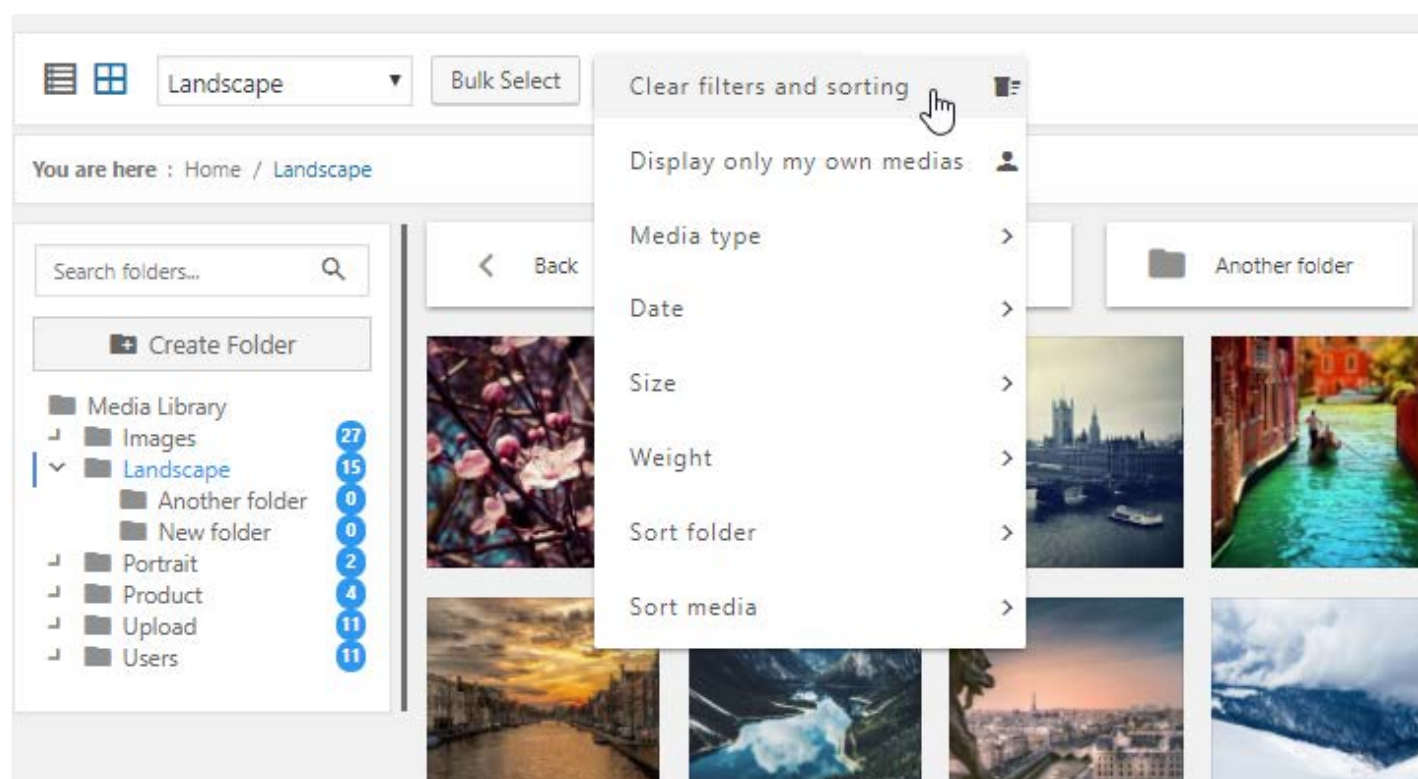 Landscape
Bulk Select
Clear filters and sorting
Display only my own medias
Media type
Date
Size
Weight
Sort folder
Sort media
You are here : Home / Landscape
Search folders...
Create Folder
Media Library
Images 27
Landscape 15
Another folder 0
New folder 0
Portrait 2
Product 4
Upload 11
Users 11
Back
Another folder